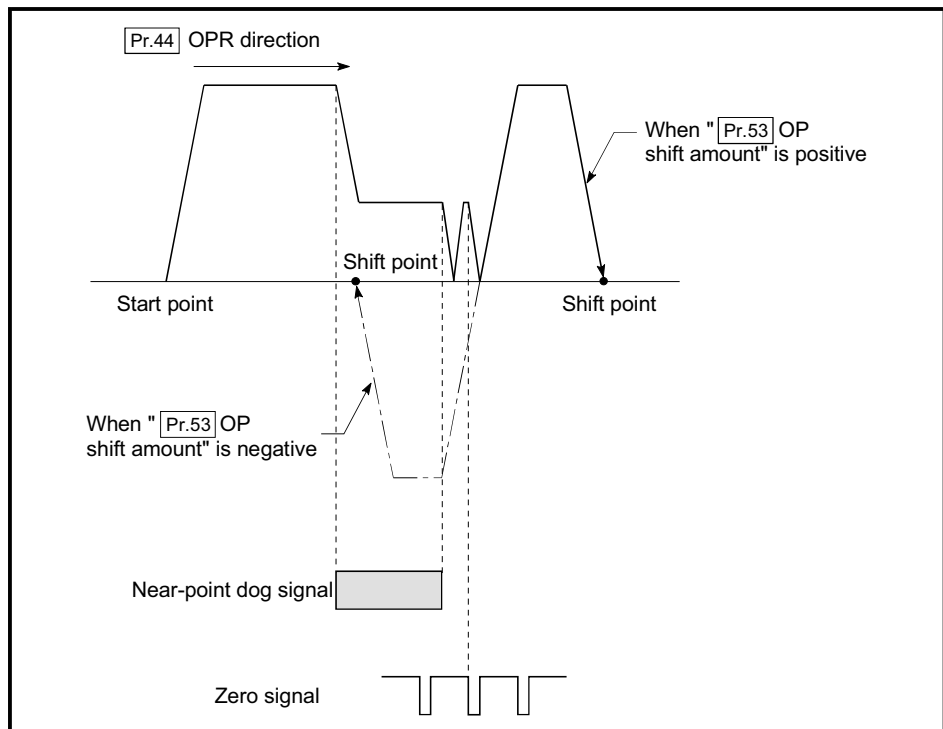 Pr.44 OPR direction
When " Pr.53 OP
shift amount" is positive
Shift point
Start point
Shift point
When " Pr.53 OP
shift amount" is negative
Near-point dog signal
Zero signal